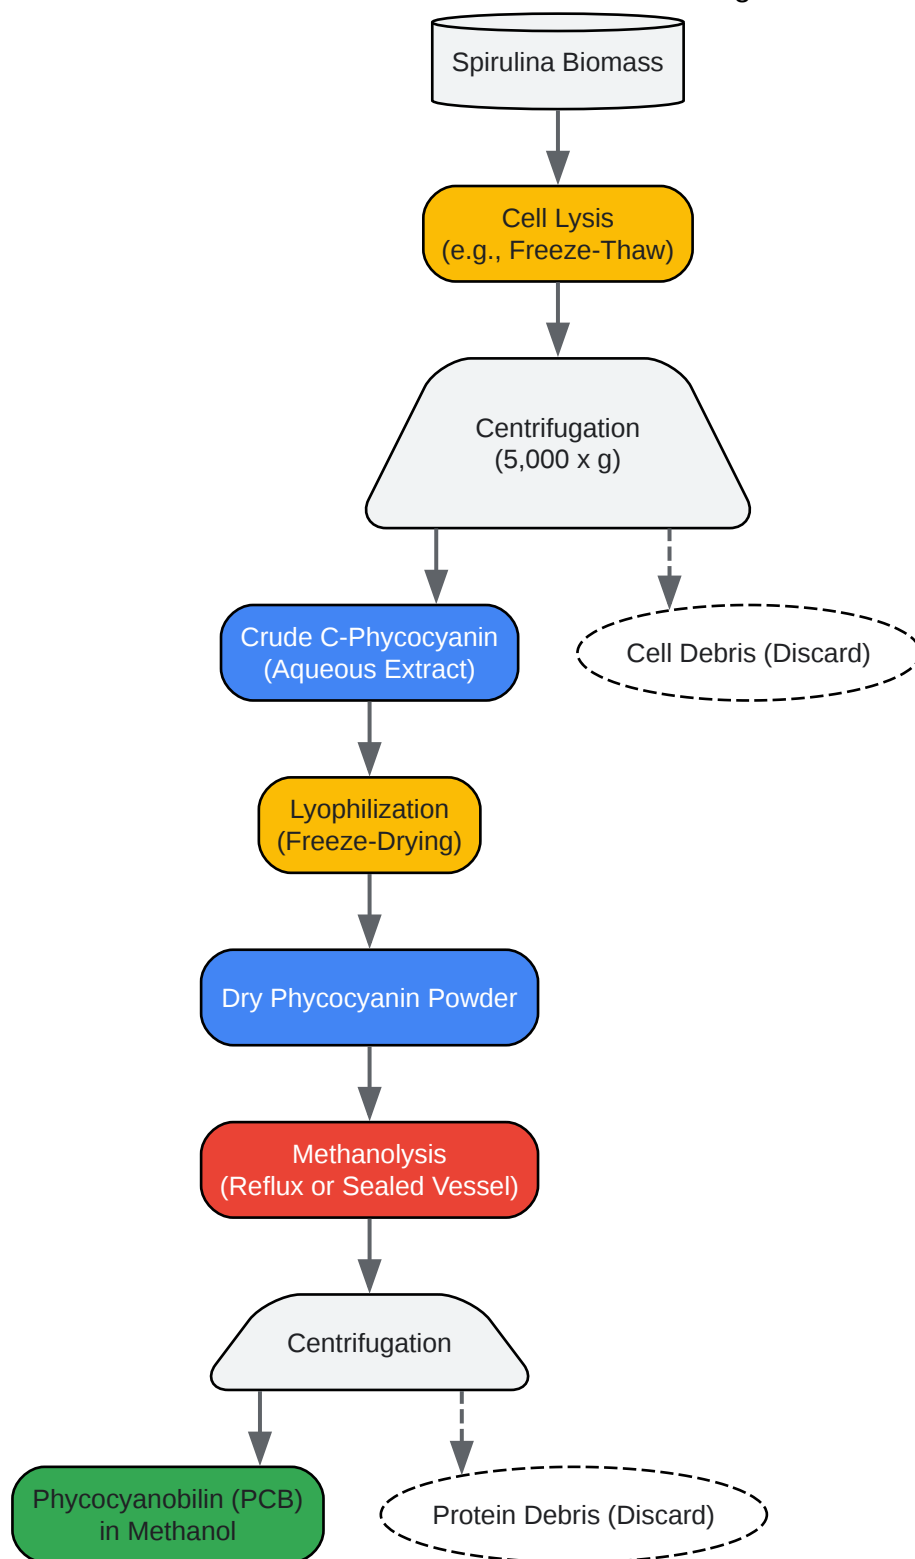 Spirulina Biomass
Cell Lysis
(e.g., Freeze-Thaw)
Centrifugation
(5,000 x g)
Crude C-Phycocyanin
(Aqueous Extract)
Cell Debris (Discard)
Lyophilization
(Freeze-Drying)
Dry Phycocyanin Powder
Methanolysis
(Reflux or Sealed Vessel)
Centrifugation
Phycocyanobilin (PCB)
in Methanol
Protein Debris (Discard)